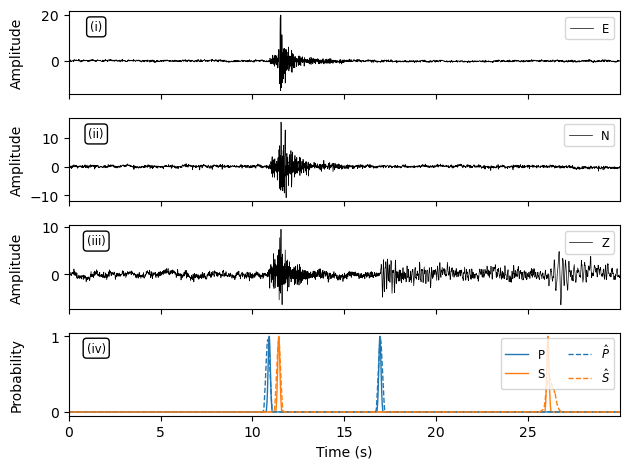 20
0
Amplitude
(i)
E
10
0
−10
Amplitude
(ii)
N
10
0
Amplitude
(iii)
Z
1
0
Probability
(iv)
P
S
P̂
Ŝ
0 5 10 15 20 25
Time (s)